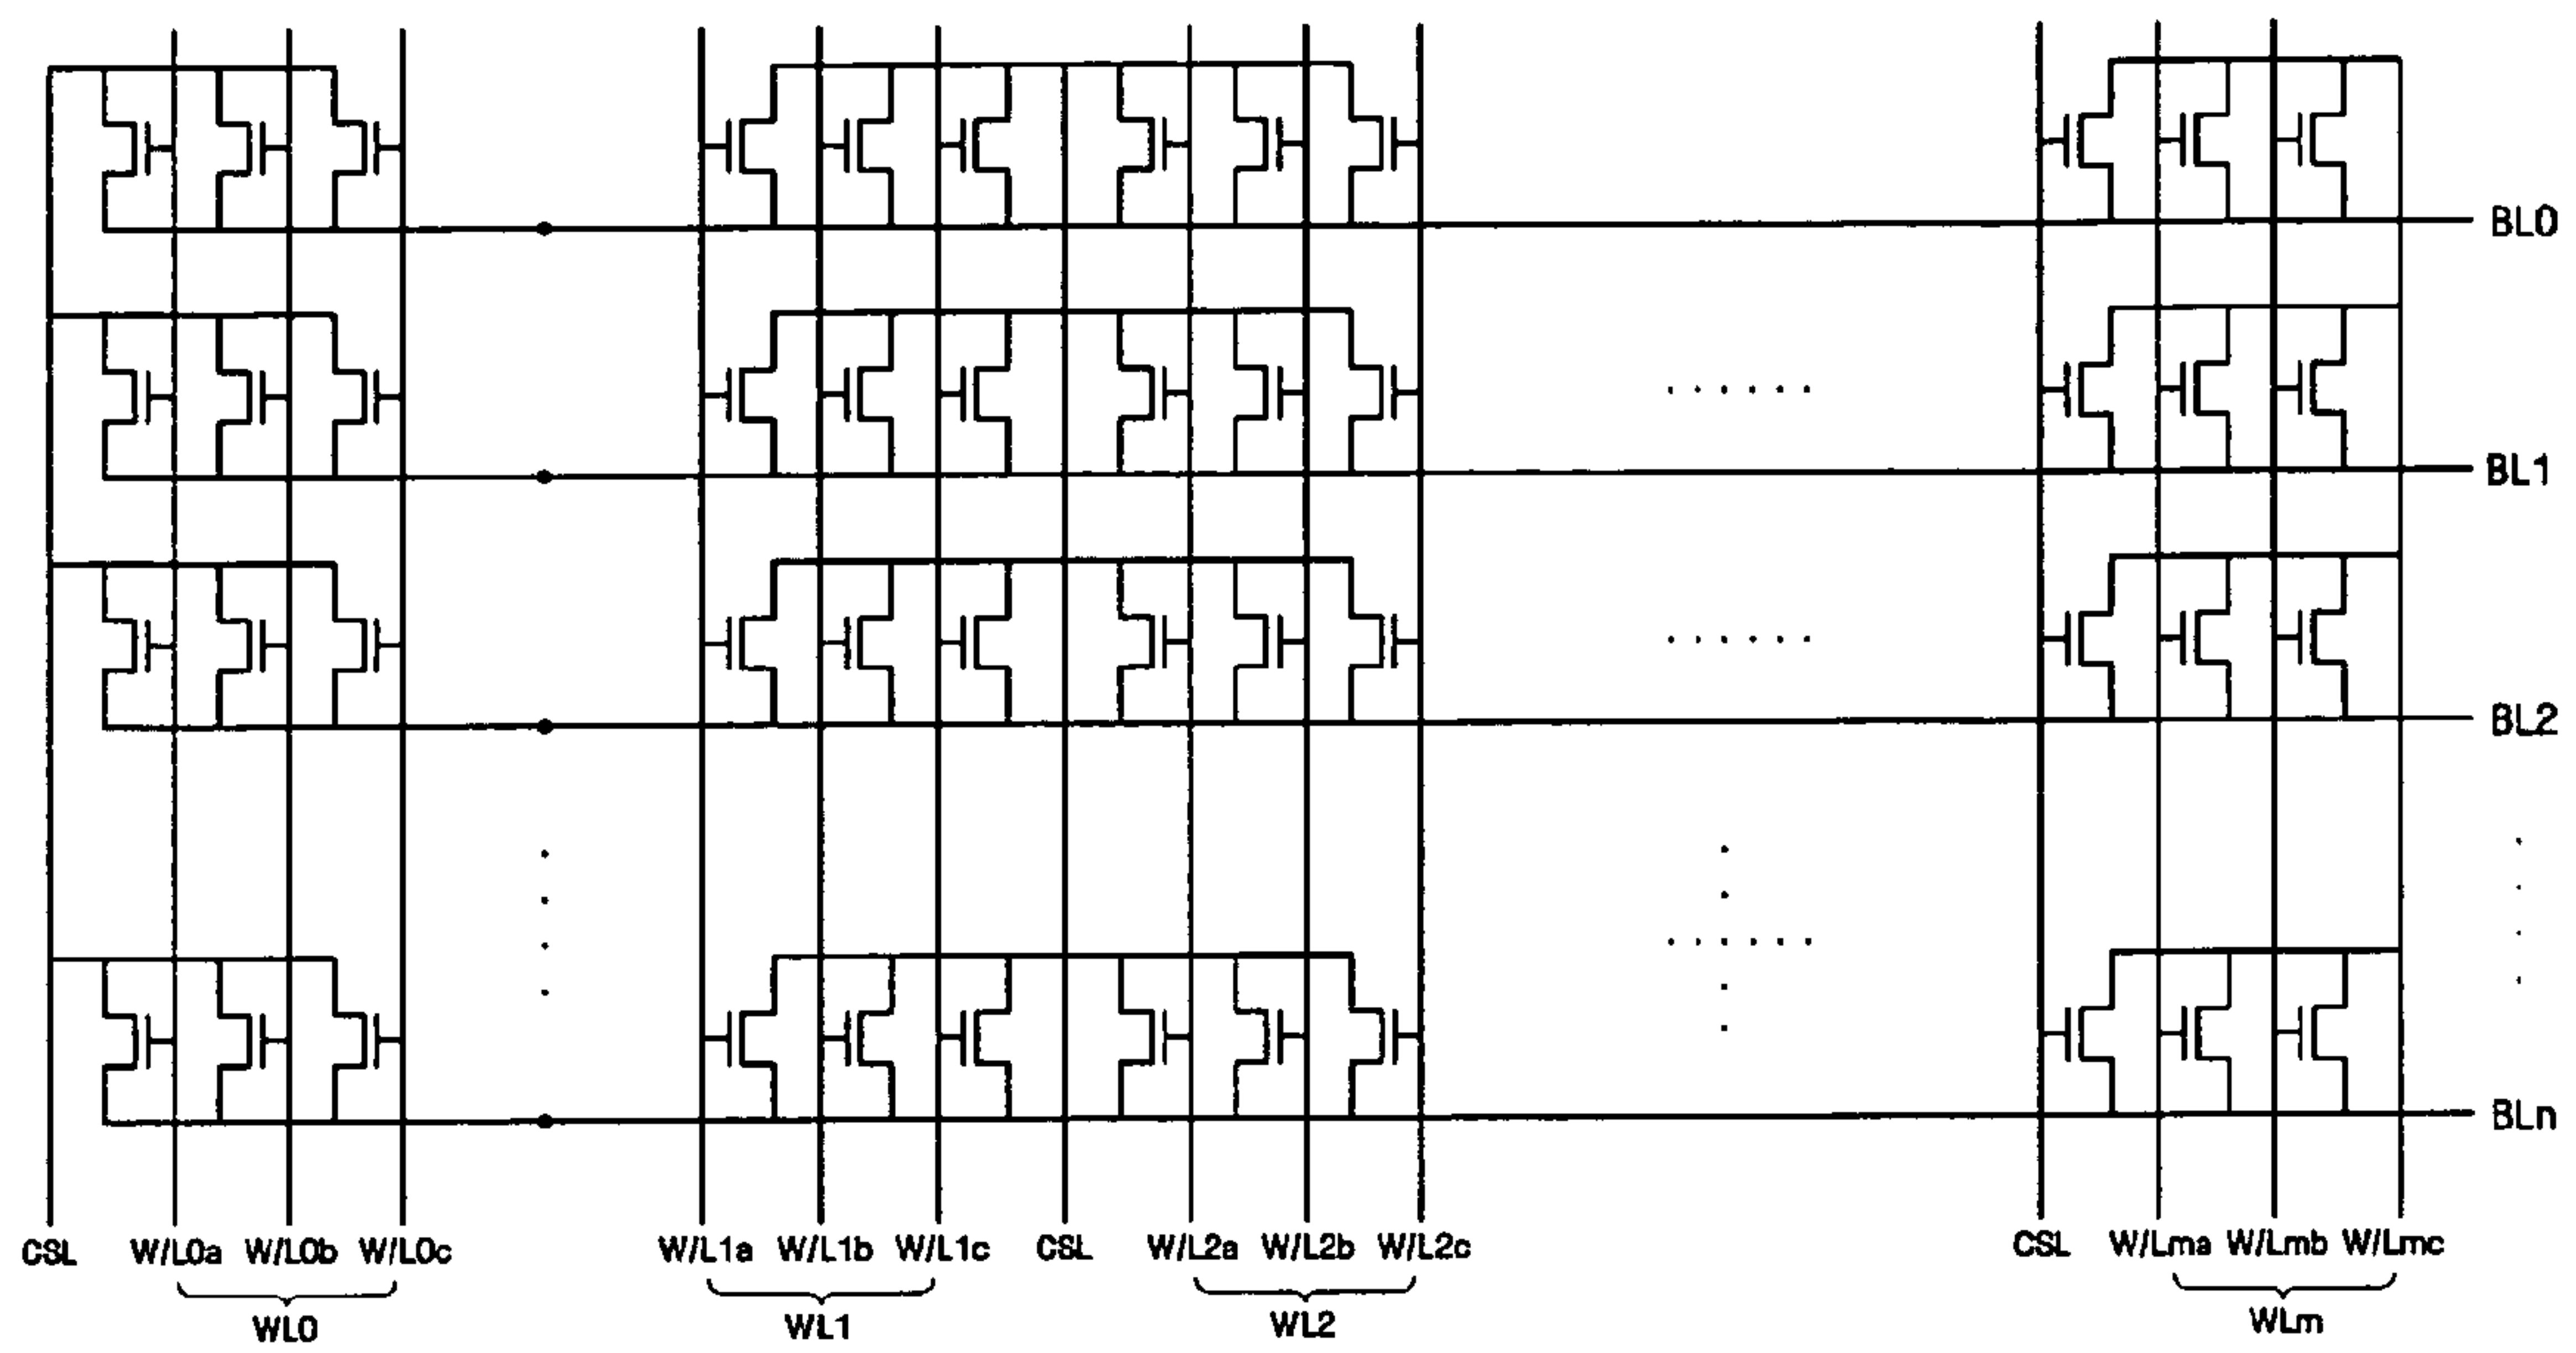 BL0
BL1
BL2
BLn
CSL W/L0a W/L0b W/L0c W/L1a W/L1b W/L1c CSL W/L2a W/L2b W/L2c CSL W/Lma W/Lmb W/Lmc
WL0 WL1 WL2 WLm